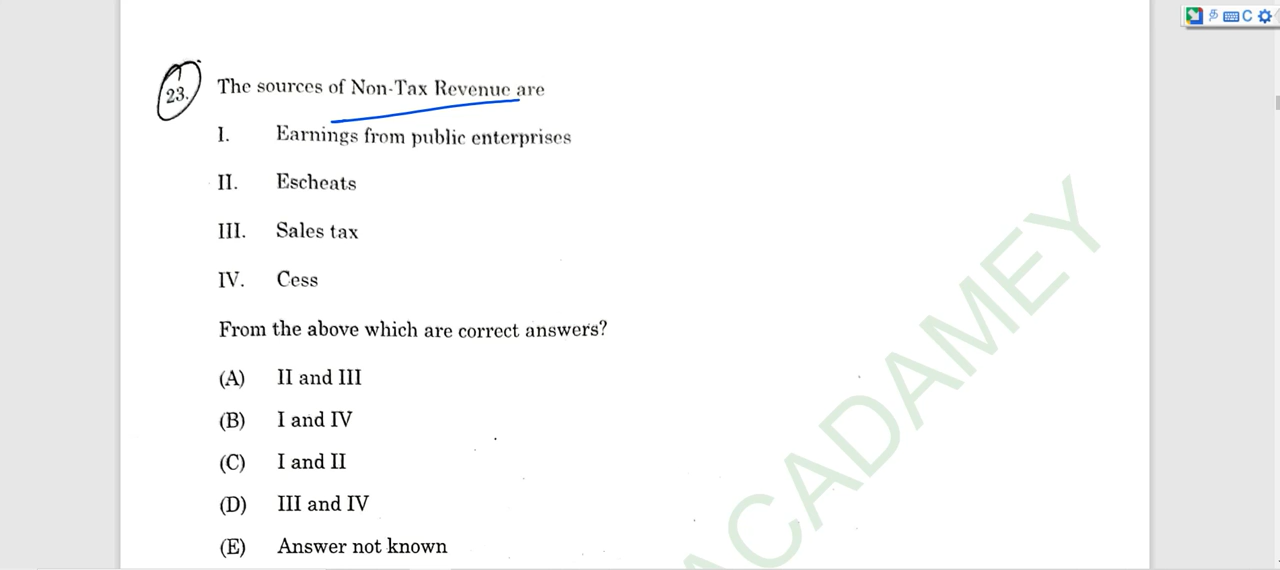 23. The sources of Non-Tax Revenue are
I. Earnings from public enterprises
II. Escheats
III. Sales tax
IV. Cess
From the above which are correct answers?
(A) II and III
(B) I and IV
(C) I and II
(D) III and IV
(E) Answer not known
ACADAMEY